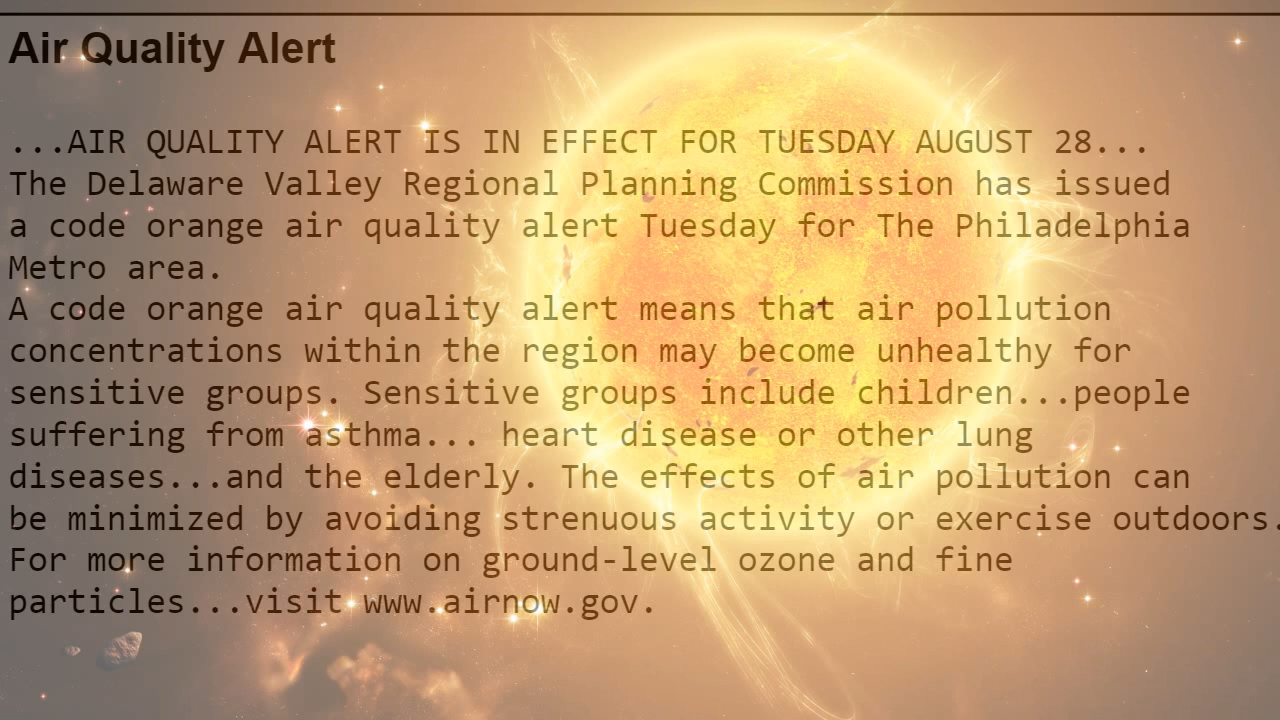 Air Quality Alert
...AIR QUALITY ALERT IS IN EFFECT FOR TUESDAY AUGUST 28...
The Delaware Valley Regional Planning Commission has issued
a code orange air quality alert Tuesday for The Philadelphia
Metro area.
A code orange air quality alert means that air pollution
concentrations within the region may become unhealthy for
sensitive groups. Sensitive groups include children...people
suffering from asthma... heart disease or other lung
diseases...and the elderly. The effects of air pollution can
be minimized by avoiding strenuous activity or exercise outdoors.
For more information on ground-level ozone and fine
particles...visit www.airnow.gov.